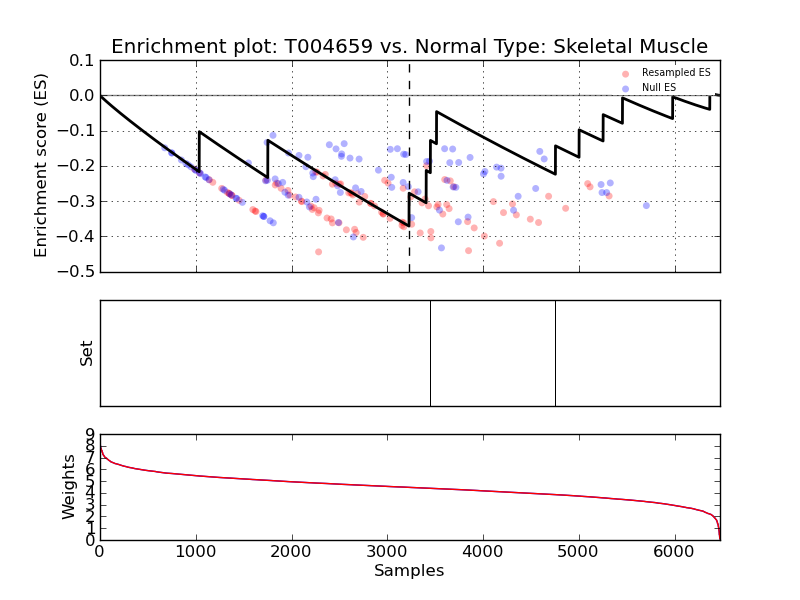 Enrichment plot: T004659 vs. Normal Type: Skeletal Muscle
Enrichment score (ES)
0.1
0.0
−0.1
−0.2
−0.3
−0.4
−0.5
Resampled ES
Null ES
Set
Weights
9
8
7
6
5
4
3
2
1
0
0 1000 2000 3000 4000 5000 6000
Samples